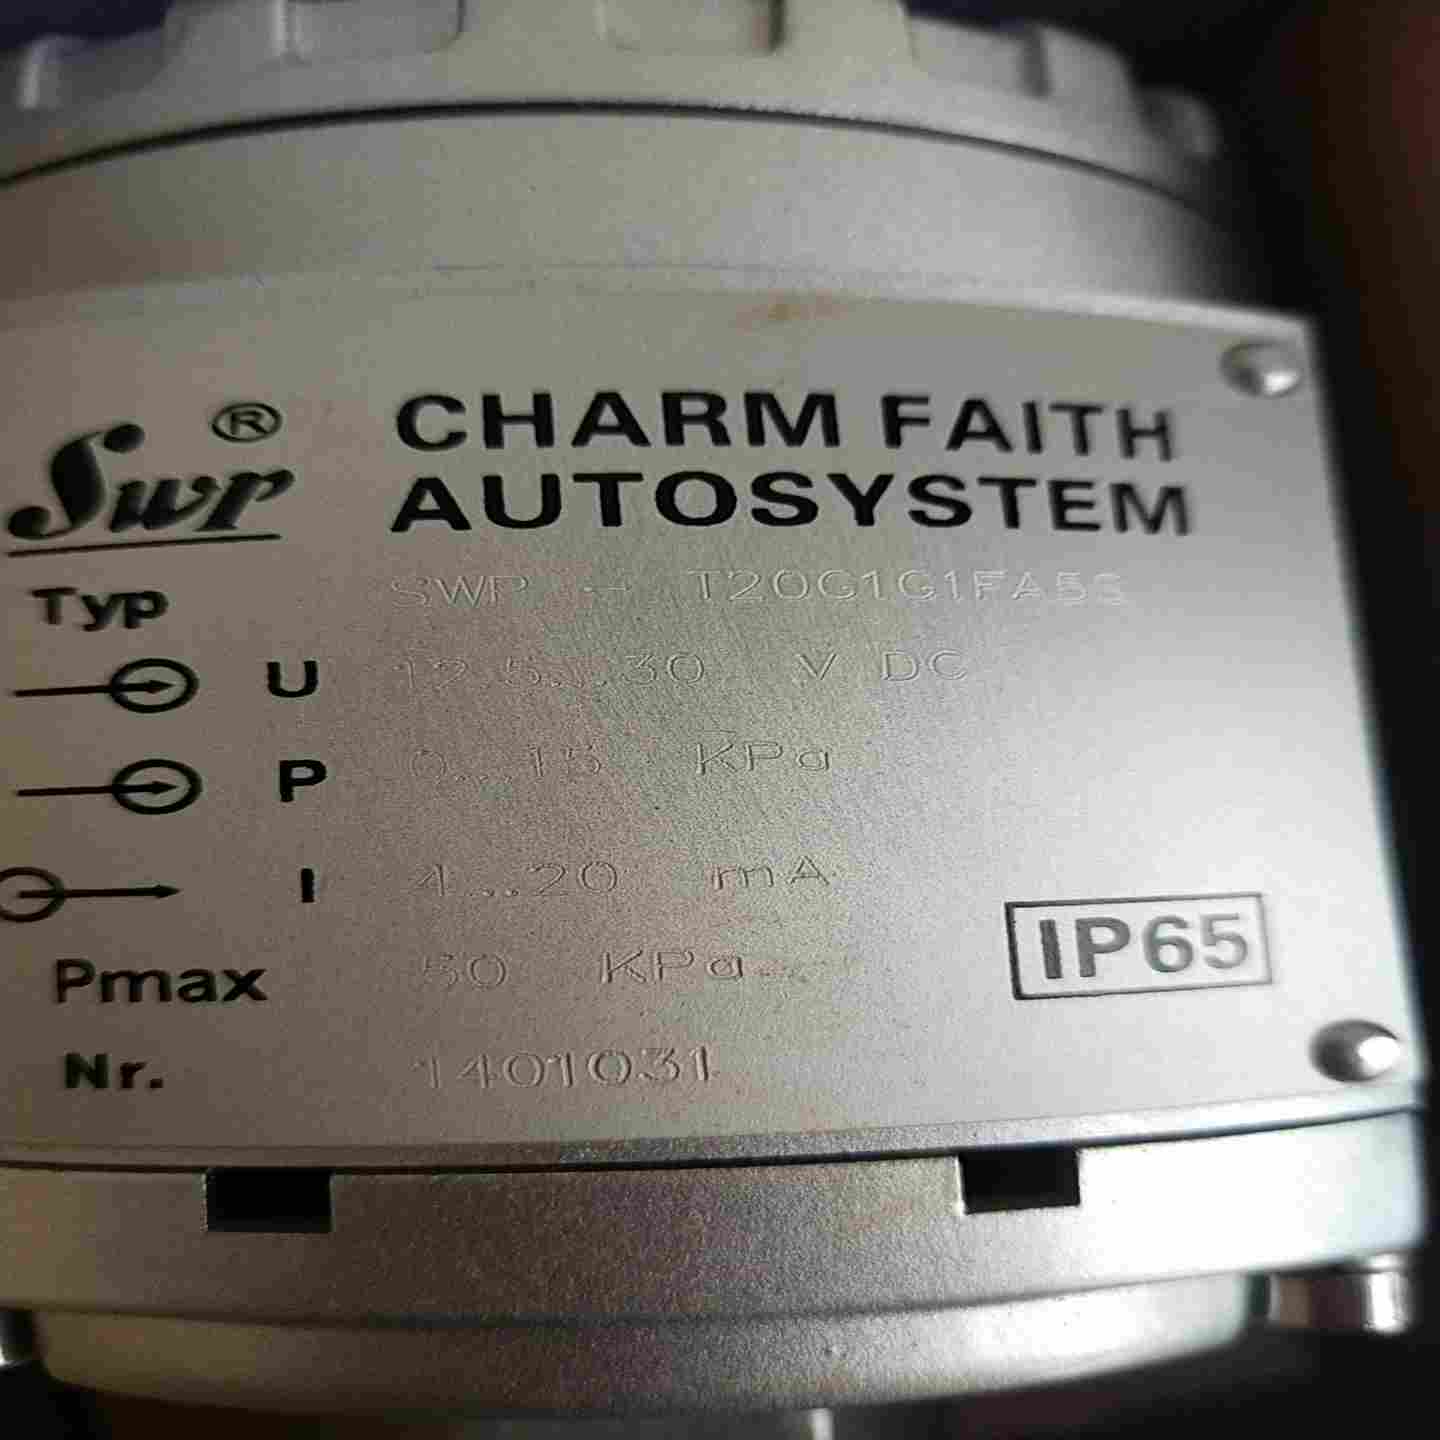 Swr ® CHARM FAITH
AUTOSYSTEM
Typ SWP - T20G1G1FA5S
U 12.5...30 V DC
P 0...15 KPa
I 4...20 mA
Pmax 50 KPa
IP65
Nr. 1401031